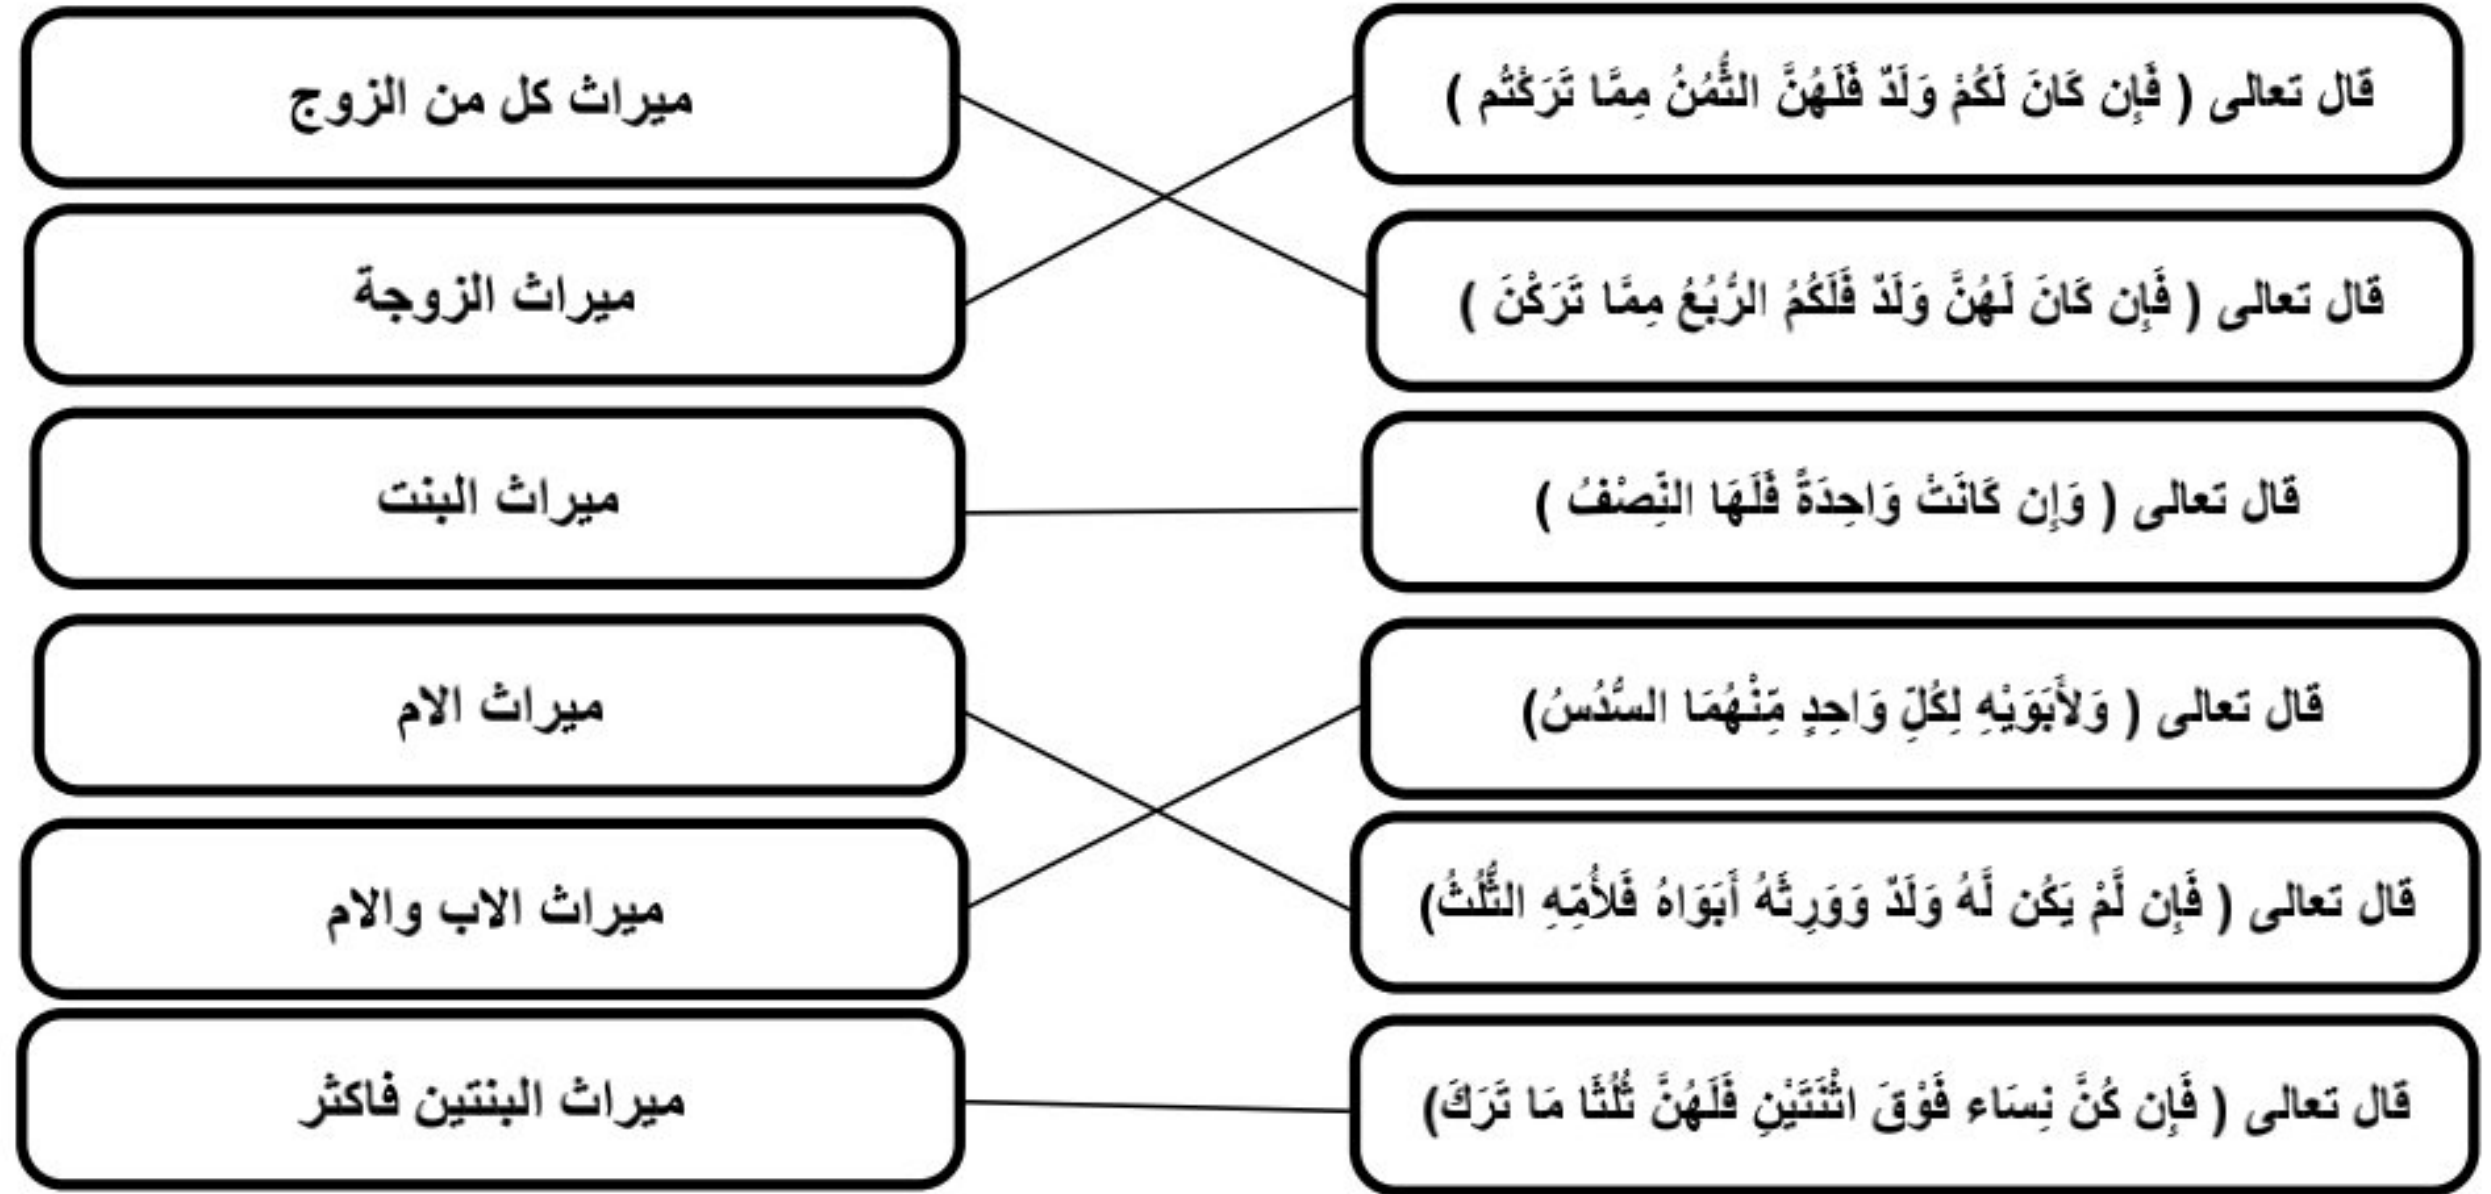 قال تعالى ( فَإِن كَانَ لَكُمْ وَلَدٌ فَلَهُنَّ الثُّمُنُ مِمَّا تَرَكْتُم )
ميراث كل من الزوج
قال تعالى ( فَإِن كَانَ لَهُنَّ وَلَدٌ فَلَكُمُ الرُّبُعُ مِمَّا تَرَكْنَ )
ميراث الزوجة
قال تعالى ( وَإِن كَانَتْ وَاحِدَةً فَلَهَا النِّصْفُ )
ميراث البنت
قال تعالى ( وَلأَبَوَيْهِ لِكُلِّ وَاحِدٍ مِّنْهُمَا السُّدُسُ)
ميراث الام
قال تعالى ( فَإِن لَّمْ يَكُن لَّهُ وَلَدٌ وَوَرِثَهُ أَبَوَاهُ فَلأُمِّهِ الثُّلُثُ)
ميراث الاب والام
قال تعالى ( فَإِن كُنَّ نِسَاء فَوْقَ اثْنَتَيْنِ فَلَهُنَّ ثُلُثَا مَا تَرَكَ)
ميراث البنتين فاكثر